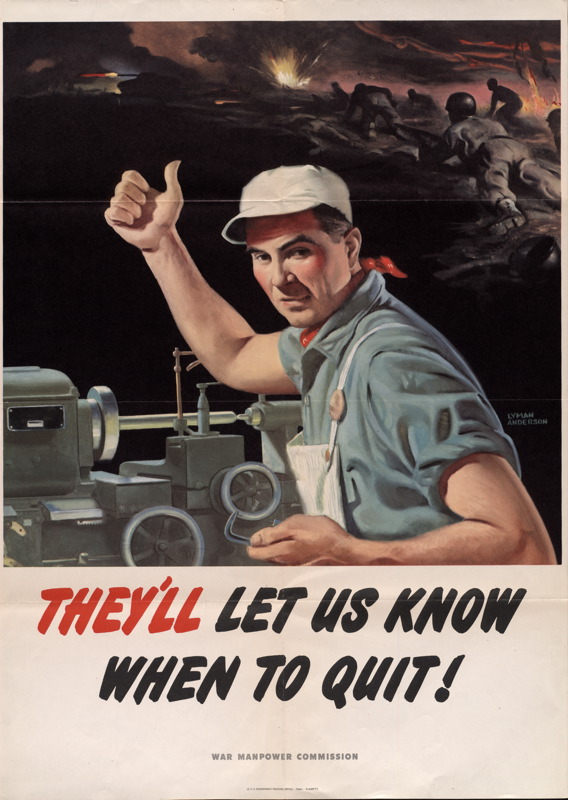 LYMAN
ANDERSON
THEY'LL LET US KNOW
WHEN TO QUIT!
WAR MANPOWER COMMISSION